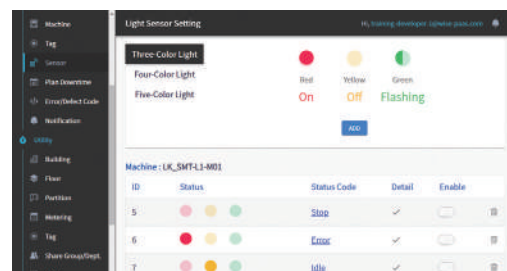 Machine
Tag
Sensor
Plan Downtime
Error/Defect Code
Notification
Utility
Building
Floor
Partition
Metering
Tag
Share Group/Dept.
Light Sensor Setting
Three-Color Light
Four-Color Light
Five-Color Light
Red Yellow Green
On Off Flashing
ADD
Machine : LK_SMT-L1-M01
ID Status Status Code Detail Enable
5 Stop
6 Error
7 Idle